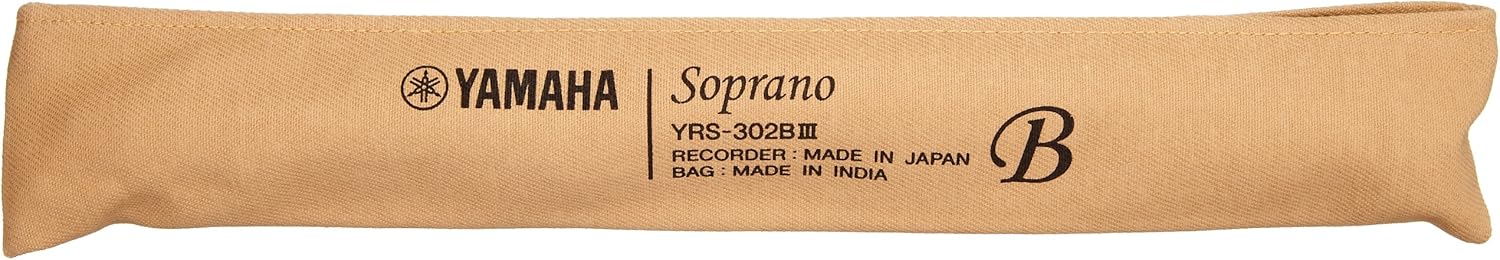 YAMAHA
Soprano
YRS-302BⅢ
RECORDER : MADE IN JAPAN
BAG : MADE IN INDIA
B